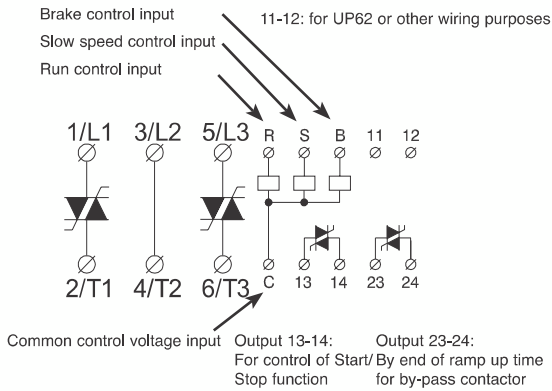 Brake control input
11-12: for UP62 or other wiring purposes
Slow speed control input
Run control input
1/L1 3/L2 5/L3 R S B 11 12
2/T1 4/T2 6/T3 C 13 14 23 24
Common control voltage input
Output 13-14:
For control of Start/
Stop function
Output 23-24:
By end of ramp up time
for by-pass contactor